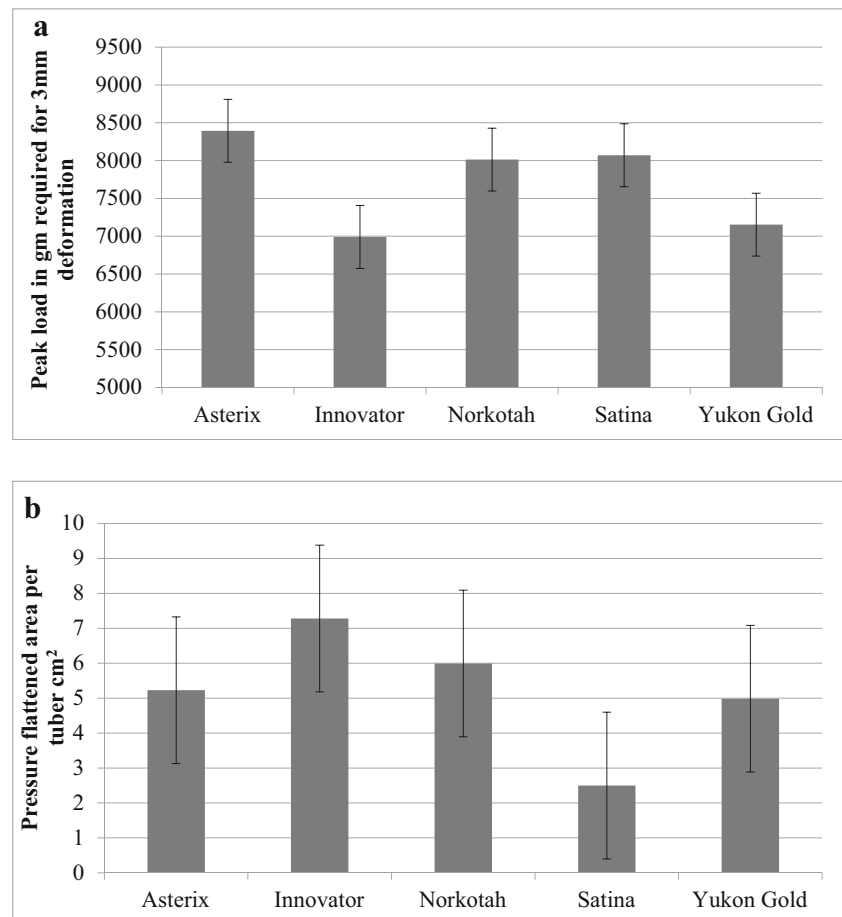 a
Peak load in gm required for 3mm
deformation
9500
9000
8500
8000
7500
7000
6500
6000
5500
5000
Asterix Innovator Norkotah Satina Yukon Gold
b
Pressure flattened area per
tuber cm²
10
9
8
7
6
5
4
3
2
1
0
Asterix Innovator Norkotah Satina Yukon Gold